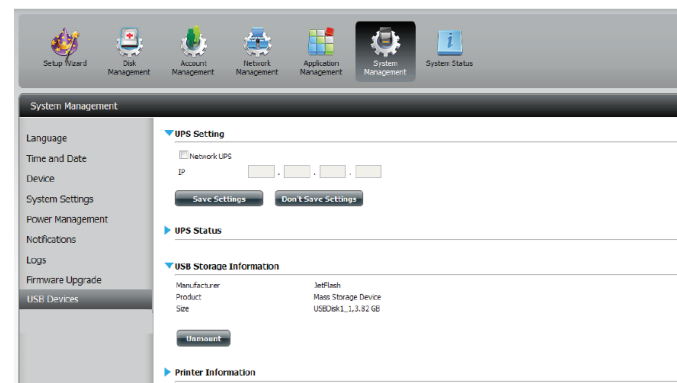 Setup Wizard
Disk Management
Account Management
Network Management
Application Management
System Management
System Status
System Management
Language
Time and Date
Device
System Settings
Power Management
Notifications
Logs
Firmware Upgrade
USB Devices
UPS Setting
Network UPS
IP . . .
Save Settings Don't Save Settings
UPS Status
USB Storage Information
Manufacturer JetFlash
Product Mass Storage Device
Size USBDisk1_1,3.82 GB
Unmount
Printer Information